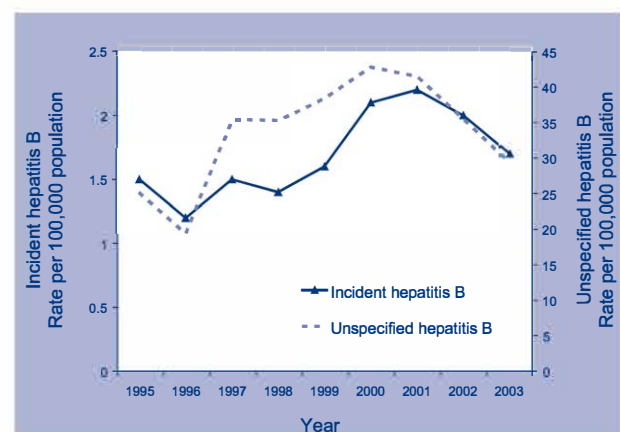 Incident hepatitis B
Rate per 100,000 population
2.5
2
1.5
1
0.5
0
45
40
35
30
25
20
15
10
5
0
Unspecified hepatitis B
Rate per 100,000 population
Incident hepatitis B
Unspecified hepatitis B
1995 1996 1997 1998 1999 2000 2001 2002 2003
Year